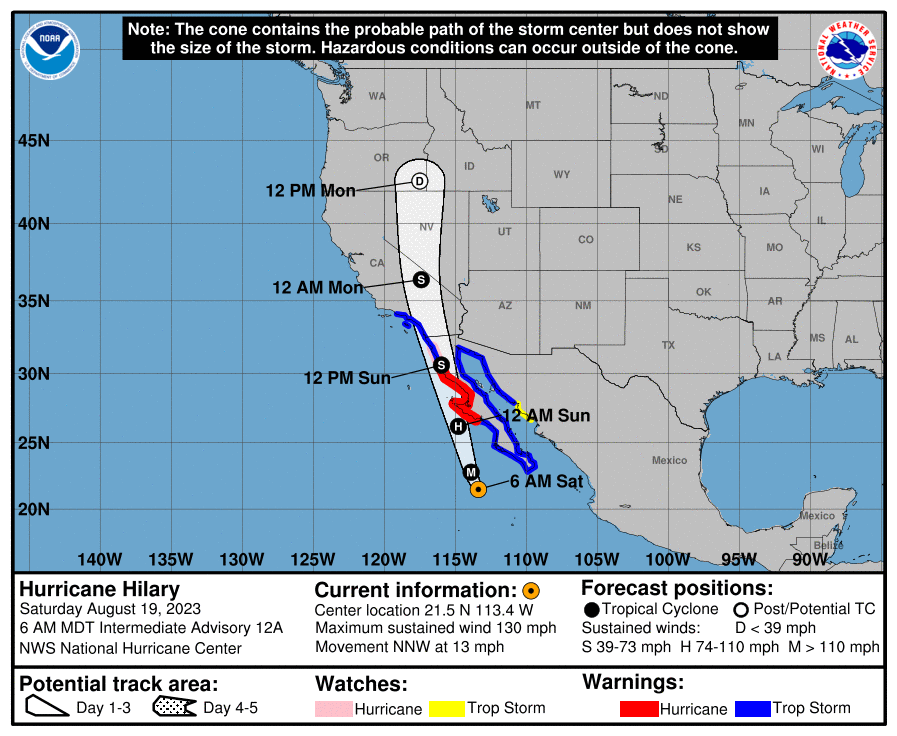 Note: The cone contains the probable path of the storm center but does not show
the size of the storm. Hazardous conditions can occur outside of the cone.
NOAA
NATIONAL WEATHER SERVICE
WA
MT
ND
MN
45N
OR
ID
SD
WI
WY
12 PM Mon
D
NE
IA
40N
NV
UT
CO
IL
CA
KS
MO
12 AM Mon
S
35N
AZ
NM
OK
AR
TX
MS
AL
LA
30N
12 PM Sun
S
12 AM Sun
H
25N
Mexico
M
6 AM Sat
20N
Mexico
Belize
140W
130W
120W
115W
110W
105W
100W
95W
90W
Hurricane Hilary
Saturday August 19, 2023
6 AM MDT Intermediate Advisory 12A
NWS National Hurricane Center
Current information:
Center location 21.5 N 113.4 W
Maximum sustained wind 130 mph
Movement NNW at 13 mph
Forecast positions:
Tropical Cyclone Post/Potential TC
Sustained winds: D < 39 mph
S 39-73 mph H 74-110 mph M > 110 mph
Potential track area:
Day 1-3 Day 4-5
Watches:
Hurricane Trop Storm
Warnings:
Hurricane Trop Storm